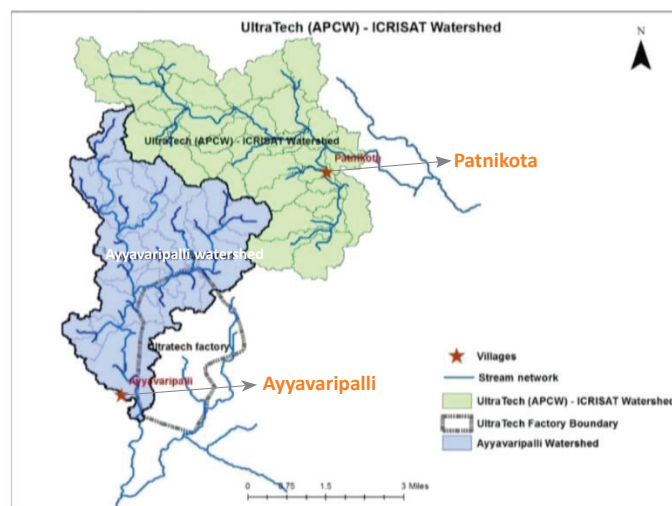 UltraTech (APCW) - ICRISAT Watershed
N
UltraTech (APCW) - ICRISAT Watershed
Patnikota
Patnikota
Ayyavaripalli watershed
Ultratech factory
Ayyavaripalli
Ayyavaripalli
Villages
Stream network
UltraTech (APCW) - ICRISAT Watershed
UltraTech Factory Boundary
Ayyavaripalli Watershed
0 0.75 1.5 3 Miles